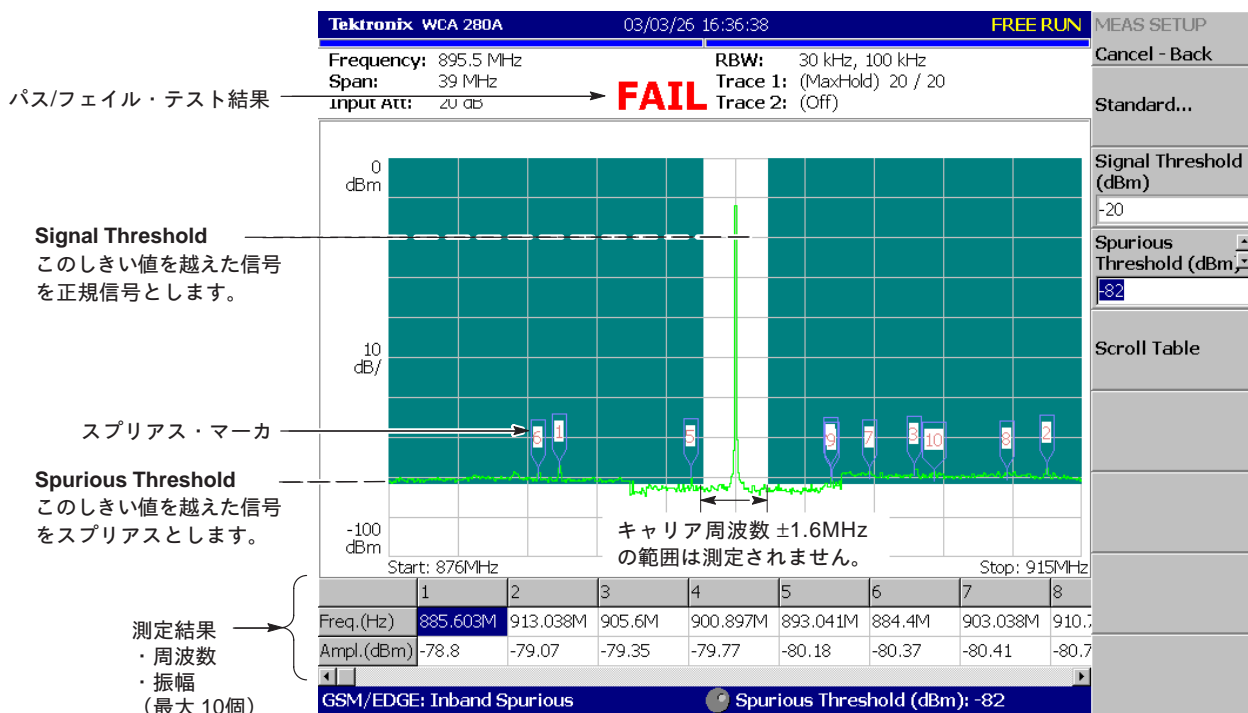 Tektronix WCA 280A 03/03/26 16:36:38 FREE RUN
MEAS SETUP
Cancel - Back
Frequency: 895.5 MHz
Span: 39 MHz
Input Att: 20 dB
FAIL
RBW: 30 kHz, 100 kHz
Trace 1: (MaxHold) 20 / 20
Trace 2: (Off)
パス/フェイル・テスト結果
Standard...
Signal Threshold
(dBm)
-20
Spurious
Threshold (dBm)
-82
Scroll Table
0
dBm
Signal Threshold
このしきい値を越えた信号
を正規信号とします。
10
dB/
スプリアス・マーカ
6 1 5 9 7 3 10 8 2
Spurious Threshold
このしきい値を越えた信号
をスプリアスとします。
-100
dBm
キャリア周波数 ±1.6MHz
の範囲は測定されません。
Start: 876MHz Stop: 915MHz
1 2 3 4 5 6 7 8
Freq.(Hz) 885.603M 913.038M 905.6M 900.897M 893.041M 884.4M 903.038M 910.7
Ampl.(dBm) -78.8 -79.07 -79.35 -79.77 -80.18 -80.37 -80.41 -80.7
測定結果
・周波数
・振幅
（最大 10個）
GSM/EDGE: Inband Spurious Spurious Threshold (dBm): -82